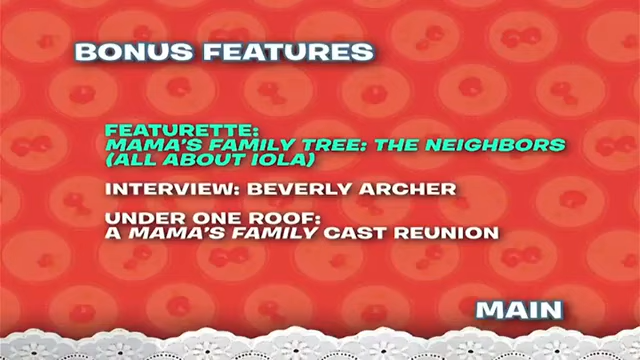 BONUS FEATURES
FEATURETTE:
MAMA'S FAMILY TREE: THE NEIGHBORS
(ALL ABOUT IOLA)
INTERVIEW: BEVERLY ARCHER
UNDER ONE ROOF:
A MAMA'S FAMILY CAST REUNION
MAIN